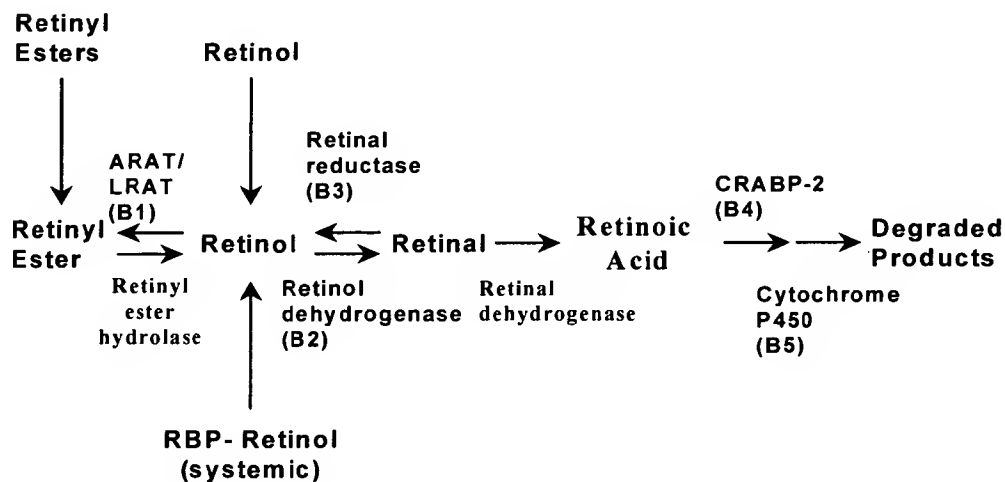 Retinyl
Esters
Retinol
ARAT/
LRAT
(B1)
Retinal
reductase
(B3)
CRABP-2
(B4)
Retinyl
Ester
Retinol
Retinal
Retinoic
Acid
Degraded
Products
Retinyl
ester
hydrolase
Retinol
dehydrogenase
(B2)
Retinal
dehydrogenase
Cytochrome
P450
(B5)
RBP- Retinol
(systemic)